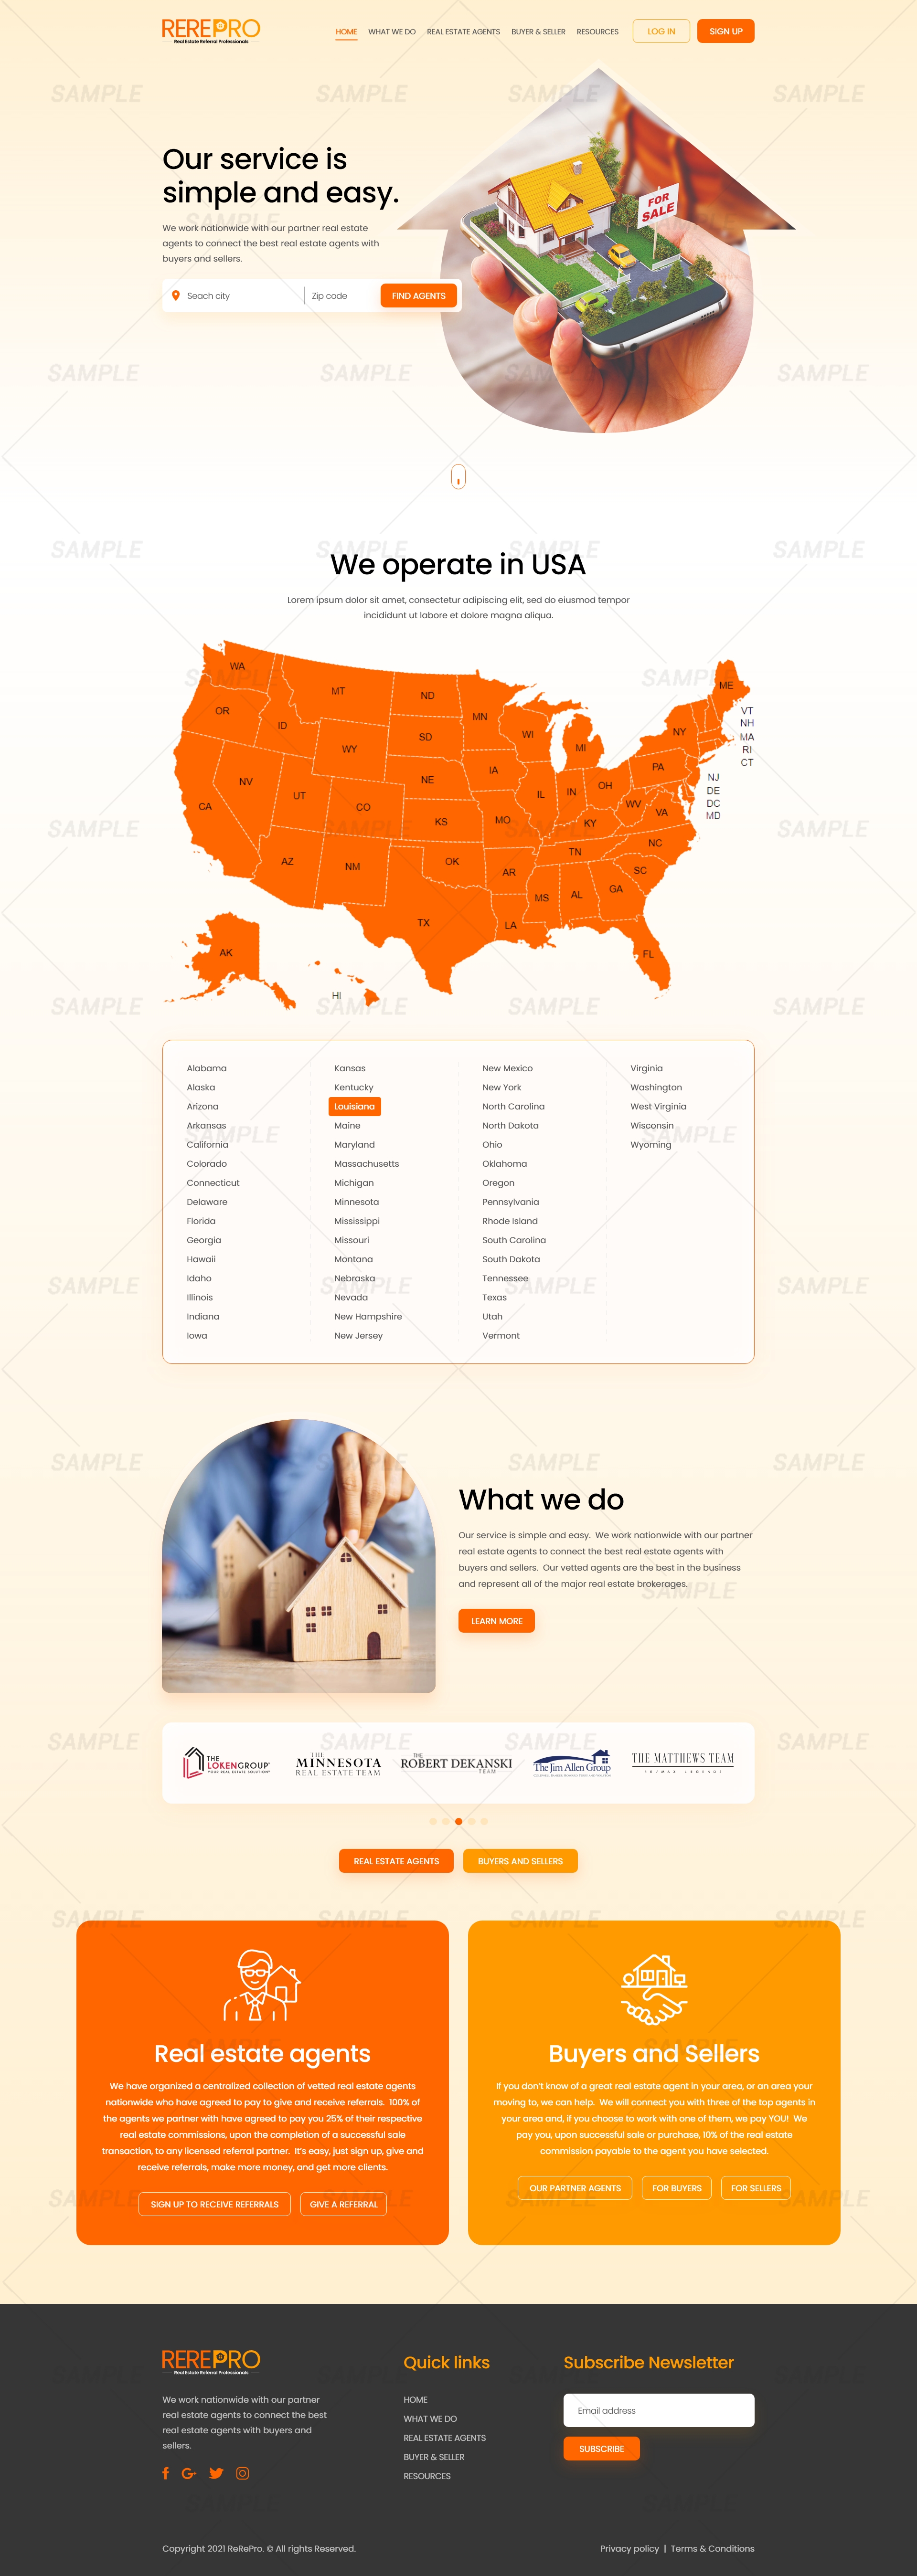 REREPRO
Real Estate Referral Professionals
HOME
WHAT WE DO
REAL ESTATE AGENTS
BUYER & SELLER
RESOURCES
LOG IN
SIGN UP
Our service is
simple and easy.
We work nationwide with our partner real estate
agents to connect the best real estate agents with
buyers and sellers.
Seach city
Zip code
FIND AGENTS
FOR
SALE
We operate in USA
Lorem ipsum dolor sit amet, consectetur adipiscing elit, sed do eiusmod tempor
incididunt ut labore et dolore magna aliqua.
WA
OR
ID
MT
ND
MN
WI
MI
NY
ME
VT
NH
MA
RI
CT
NJ
DE
DC
MD
SD
WY
NE
IA
IL
IN
OH
PA
WV
VA
NV
UT
CO
KS
MO
KY
NC
CA
AZ
NM
OK
AR
TN
SC
MS
AL
GA
TX
LA
FL
AK
HI
Alabama
Alaska
Arizona
Arkansas
California
Colorado
Connecticut
Delaware
Florida
Georgia
Hawaii
Idaho
Illinois
Indiana
Iowa
Kansas
Kentucky
Louisiana
Maine
Maryland
Massachusetts
Michigan
Minnesota
Mississippi
Missouri
Montana
Nebraska
Nevada
New Hampshire
New Jersey
New Mexico
New York
North Carolina
North Dakota
Ohio
Oklahoma
Oregon
Pennsylvania
Rhode Island
South Carolina
South Dakota
Tennessee
Texas
Utah
Vermont
Virginia
Washington
West Virginia
Wisconsin
Wyoming
What we do
Our service is simple and easy. We work nationwide with our partner
real estate agents to connect the best real estate agents with
buyers and sellers. Our vetted agents are the best in the business
and represent all of the major real estate brokerages.
LEARN MORE
THE
LOKENGROUP
YOUR REAL ESTATE SOLUTION
THE
MINNESOTA
REAL ESTATE TEAM
THE
ROBERT DEKANSKI
TEAM
The Jim Allen Group
THE MATTHEWS TEAM
RE/MAX LEGENDS
REAL ESTATE AGENTS
BUYERS AND SELLERS
Real estate agents
We have organized a centralized collection of vetted real estate agents
nationwide who have agreed to pay to give and receive referrals. 100% of
the agents we partner with have agreed to pay you 25% of their respective
real estate commissions, upon the completion of a successful sale
transaction, to any licensed referral partner. It's easy, just sign up, give and
receive referrals, make more money, and get more clients.
SIGN UP TO RECEIVE REFERRALS
GIVE A REFERRAL
Buyers and Sellers
If you don't know of a great real estate agent in your area, or an area your
moving to, we can help. We will connect you with three of the top agents in
your area and, if you choose to work with one of them, we pay YOU! We
pay you, upon successful sale or purchase, 10% of the real estate
commission payable to the agent you have selected.
OUR PARTNER AGENTS
FOR BUYERS
FOR SELLERS
REREPRO
Real Estate Referral Professionals
We work nationwide with our partner
real estate agents to connect the best
real estate agents with buyers and
sellers.
Quick links
HOME
WHAT WE DO
REAL ESTATE AGENTS
BUYER & SELLER
RESOURCES
Subscribe Newsletter
Email address
SUBSCRIBE
Copyright 2021 ReRePro. © All rights Reserved.
Privacy policy | Terms & Conditions
SAMPLE